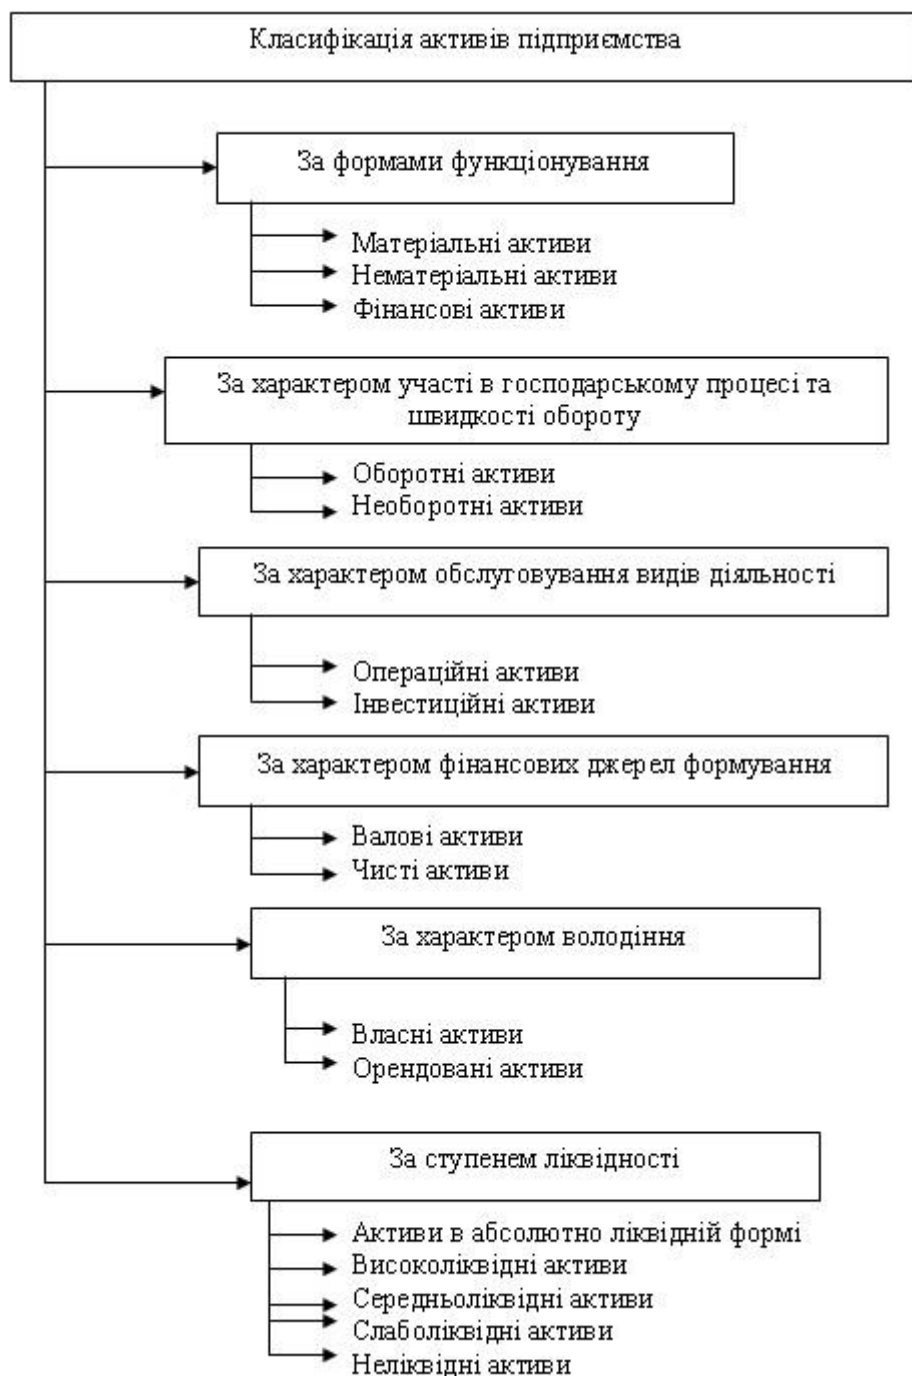 Класифікація активів підприємства
За формами функціонування
Матеріальні активи
Нематеріальні активи
Фінансові активи
За характером участі в господарському процесі та
швидкості обороту
Оборотні активи
Необоротні активи
За характером обслуговування видів діяльності
Операційні активи
Інвестиційні активи
За характером фінансових джерел формування
Валові активи
Чисті активи
За характером володіння
Власні активи
Орендовані активи
За ступенем ліквідності
Активи в абсолютно ліквідній формі
Високоліквідні активи
Середньоліквідні активи
Слаболіквідні активи
Неліквідні активи